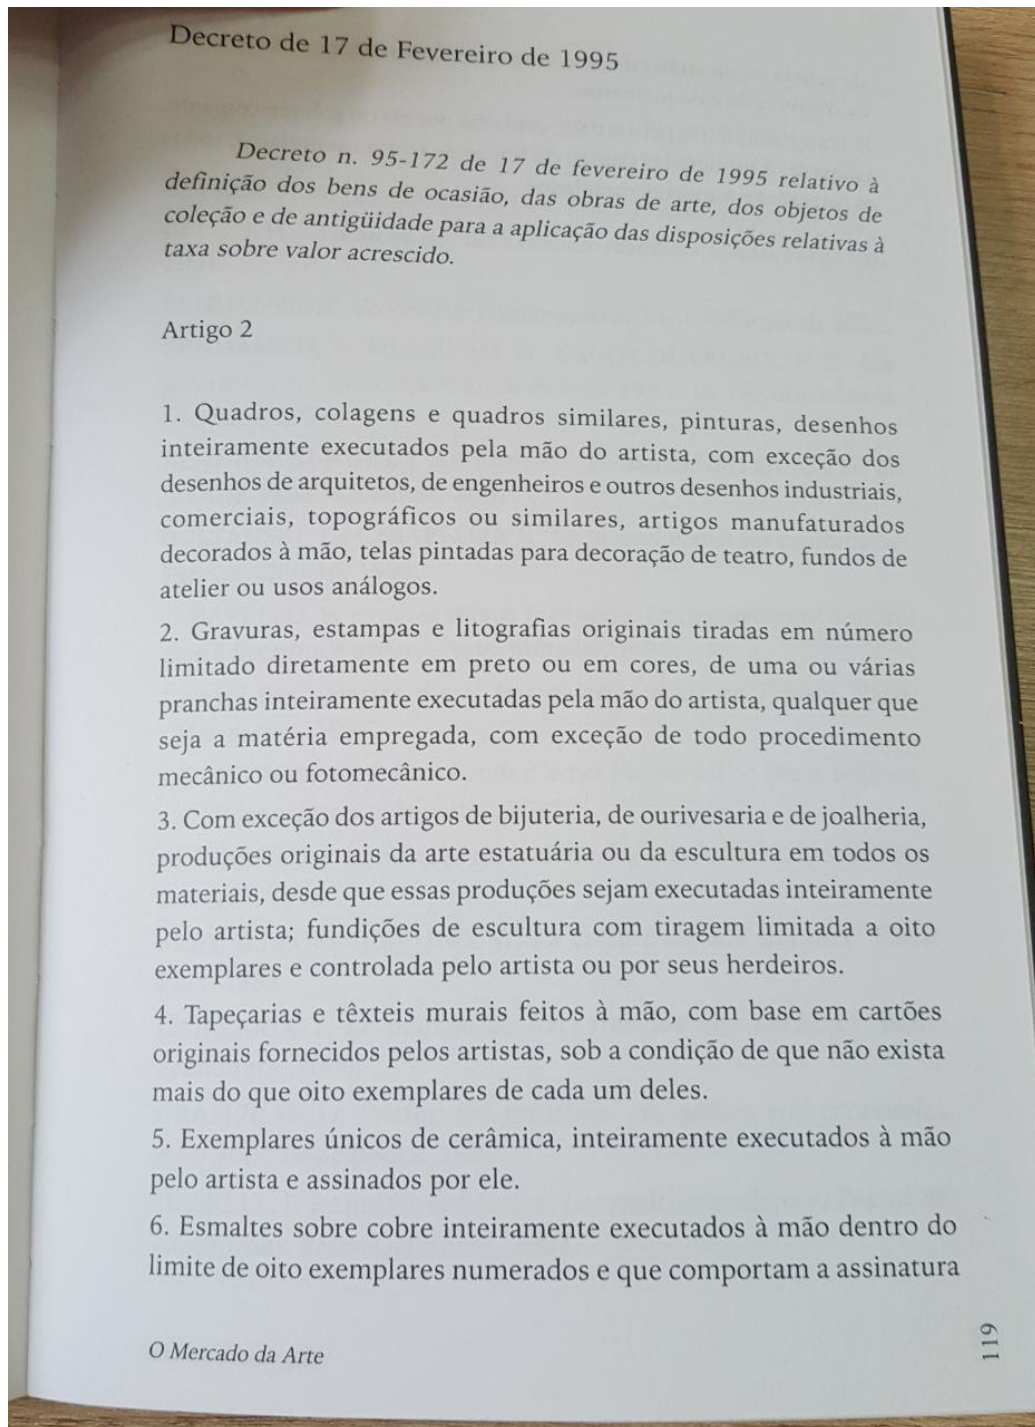 Decreto de 17 de Fevereiro de 1995
Decreto n. 95-172 de 17 de fevereiro de 1995 relativo à
definição dos bens de ocasião, das obras de arte, dos objetos de
coleção e de antigüidade para a aplicação das disposições relativas à
taxa sobre valor acrescido.
Artigo 2
1. Quadros, colagens e quadros similares, pinturas, desenhos
inteiramente executados pela mão do artista, com exceção dos
desenhos de arquitetos, de engenheiros e outros desenhos industriais,
comerciais, topográficos ou similares, artigos manufaturados
decorados à mão, telas pintadas para decoração de teatro, fundos de
atelier ou usos análogos.
2. Gravuras, estampas e litografias originais tiradas em número
limitado diretamente em preto ou em cores, de uma ou várias
pranchas inteiramente executadas pela mão do artista, qualquer que
seja a matéria empregada, com exceção de todo procedimento
mecânico ou fotomecânico.
3. Com exceção dos artigos de bijuteria, de ourivesaria e de joalheria,
produções originais da arte estatuária ou da escultura em todos os
materiais, desde que essas produções sejam executadas inteiramente
pelo artista; fundições de escultura com tiragem limitada a oito
exemplares e controlada pelo artista ou por seus herdeiros.
4. Tapeçarias e têxteis murais feitos à mão, com base em cartões
originais fornecidos pelos artistas, sob a condição de que não exista
mais do que oito exemplares de cada um deles.
5. Exemplares únicos de cerâmica, inteiramente executados à mão
pelo artista e assinados por ele.
6. Esmaltes sobre cobre inteiramente executados à mão dentro do
limite de oito exemplares numerados e que comportam a assinatura
O Mercado da Arte
119